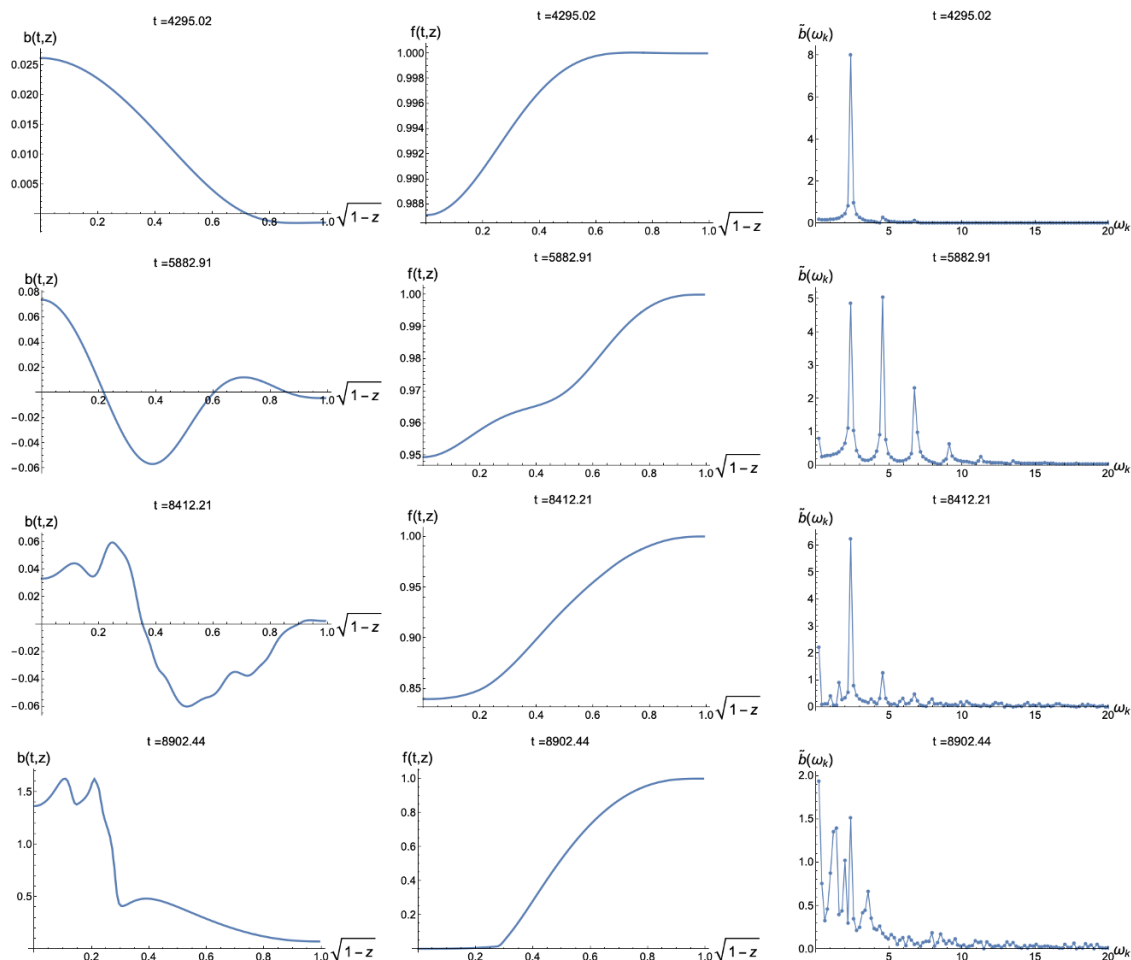 t =4295.02
b(t,z)
0.025
0.020
0.015
0.010
0.005
0.2 0.4 0.6 0.8 1.0
√1 − z
t =4295.02
f(t,z)
1.000
0.998
0.996
0.994
0.992
0.990
0.988
0.2 0.4 0.6 0.8 1.0
√1 − z
t =4295.02
b̃(ω_k)
8
6
4
2
0
5 10 15 20
ω_k
t =5882.91
b(t,z)
0.08
0.06
0.04
0.02
−0.02
−0.04
−0.06
0.2 0.4 0.6 0.8 1.0
√1 − z
t =5882.91
f(t,z)
1.00
0.99
0.98
0.97
0.96
0.95
0.2 0.4 0.6 0.8 1.0
√1 − z
t =5882.91
b̃(ω_k)
5
4
3
2
1
0
5 10 15 20
ω_k
t =8412.21
b(t,z)
0.06
0.04
0.02
−0.02
−0.04
−0.06
0.2 0.4 0.6 0.8 1.0
√1 − z
t =8412.21
f(t,z)
1.00
0.95
0.90
0.85
0.2 0.4 0.6 0.8 1.0
√1 − z
t =8412.21
b̃(ω_k)
6
5
4
3
2
1
0
5 10 15 20
ω_k
t =8902.44
b(t,z)
1.5
1.0
0.5
0.2 0.4 0.6 0.8 1.0
√1 − z
t =8902.44
f(t,z)
1.0
0.8
0.6
0.4
0.2
0.2 0.4 0.6 0.8 1.0
√1 − z
t =8902.44
b̃(ω_k)
2.0
1.5
1.0
0.5
0.0
5 10 15 20
ω_k